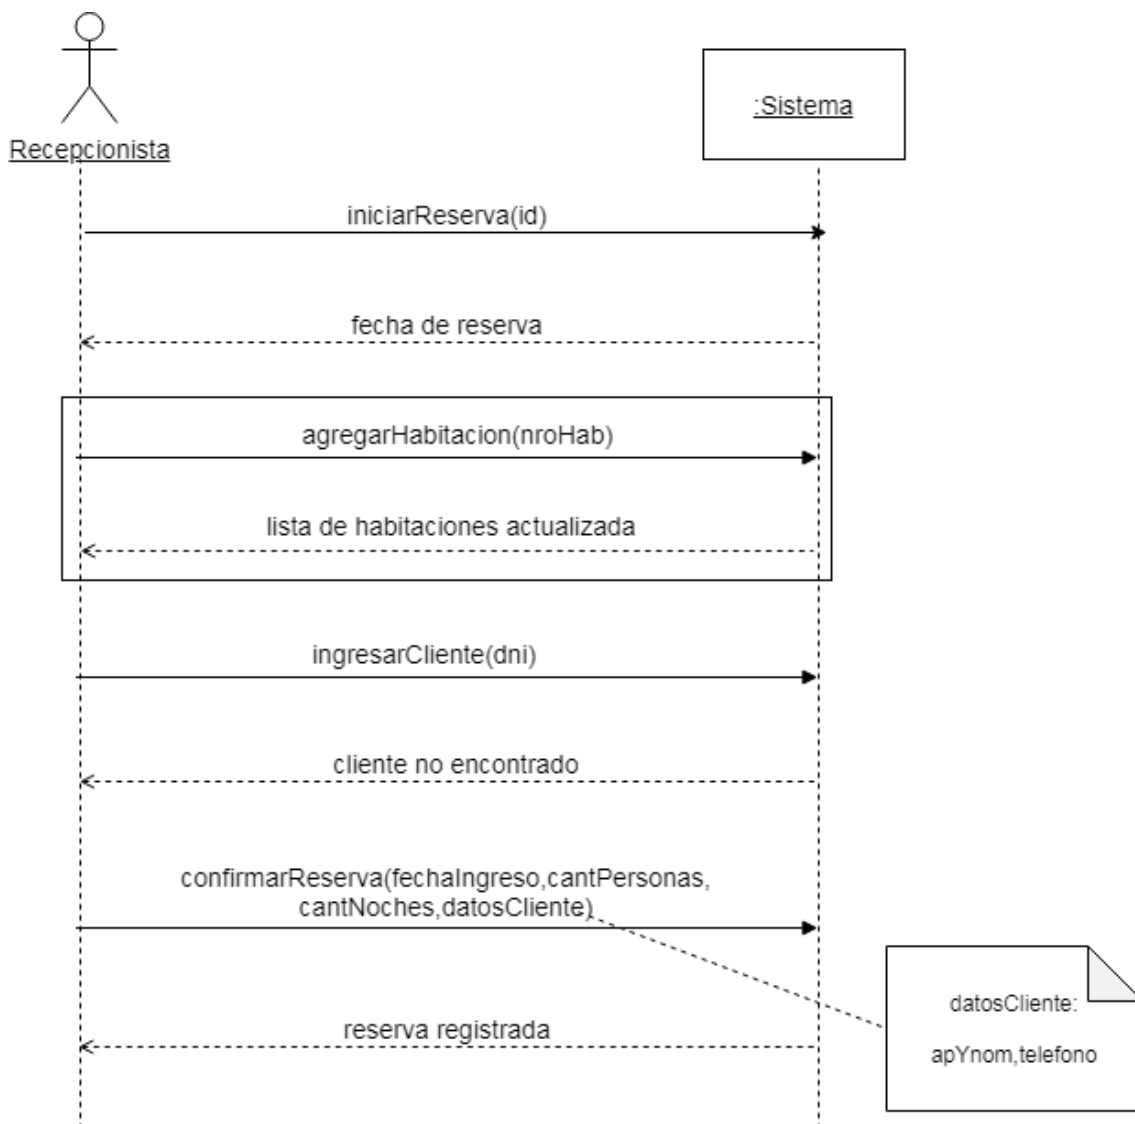 Recepcionista
:Sistema
iniciarReserva(id)
fecha de reserva
agregarHabitacion(nroHab)
lista de habitaciones actualizada
ingresarCliente(dni)
cliente no encontrado
confirmarReserva(fechaIngreso,cantPersonas,
cantNoches,datosCliente)
datosCliente:
apYnom,telefono
reserva registrada